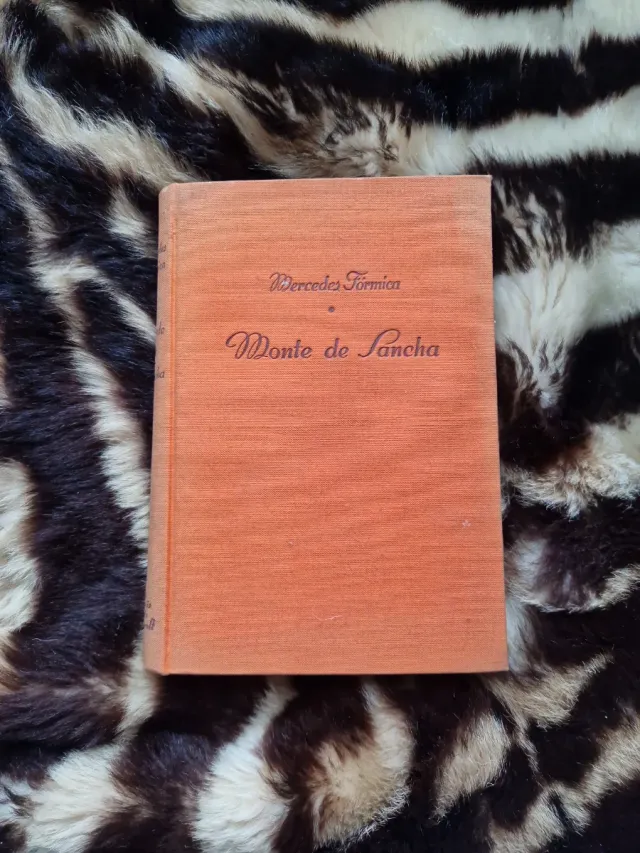 Mercedes Fórmica
Monte de Sancha